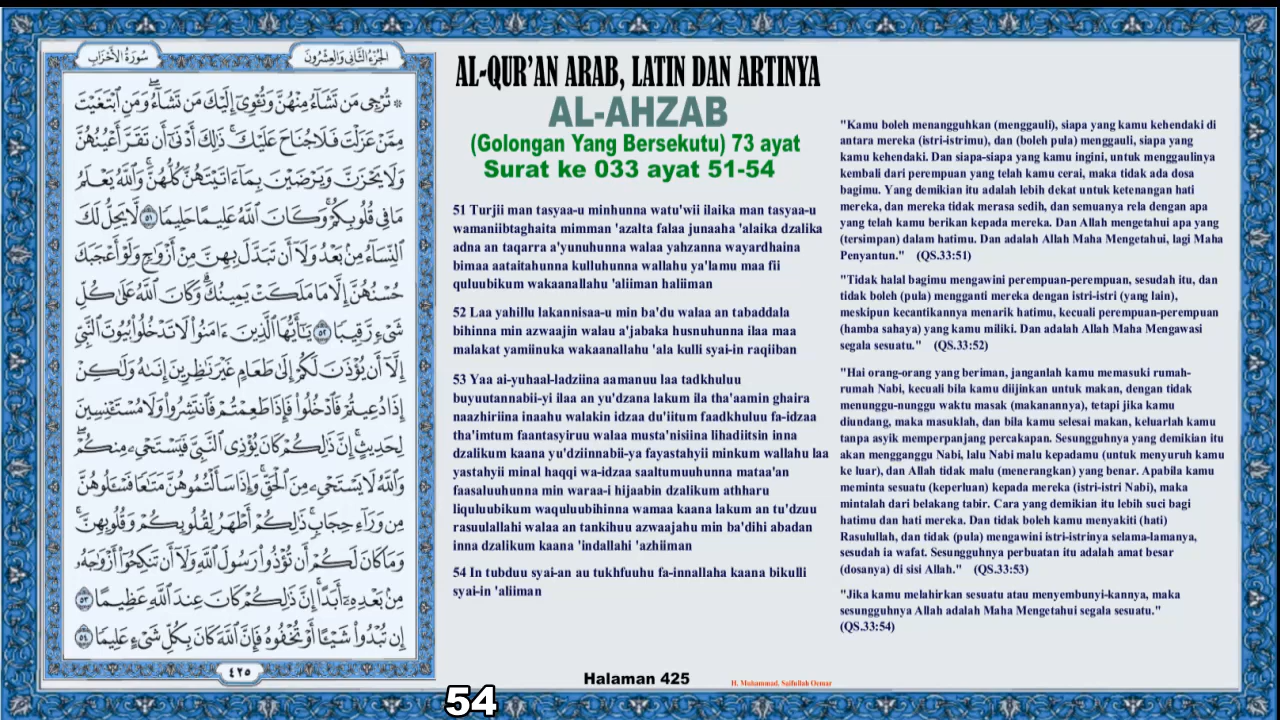 سُورَةُ الأَحْزَابِ
الجُزْءُ الثَّانِي وَالعِشْرُونَ
۞ تُرْجِى مَن تَشَآءُ مِنْهُنَّ وَتُـْٔوِىٓ إِلَيْكَ مَن تَشَآءُ ۖ وَمَنِ ٱبْتَغَيْتَ
مِمَّنْ عَزَلْتَ فَلَا جُنَاحَ عَلَيْكَ ۚ ذَٰلِكَ أَدْنَىٰٓ أَن تَقَرَّ أَعْيُنُهُنَّ
وَلَا يَحْزَنَّ وَيَرْضَيْنَ بِمَآ ءَاتَيْتَهُنَّ كُلُّهُنَّ ۚ وَٱللَّهُ يَعْلَمُ
مَا فِى قُلُوبِكُمْ ۚ وَكَانَ ٱللَّهُ عَلِيمًا حَلِيمًا ٥١ لَّا يَحِلُّ لَكَ
ٱلنِّسَآءُ مِنۢ بَعْدُ وَلَآ أَن تَبَدَّلَ بِهِنَّ مِنْ أَزْوَٰجٍ وَلَوْ أَعْجَبَكَ
حُسْنُهُنَّ إِلَّا مَا مَلَكَتْ يَمِينُكَ ۗ وَكَانَ ٱللَّهُ عَلَىٰ كُلِّ
شَىْءٍ رَّقِيبًا ٥٢ يَٰٓأَيُّهَا ٱلَّذِينَ ءَامَنُوا۟ لَا تَدْخُلُوا۟ بُيُوتَ ٱلنَّبِىِّ
إِلَّآ أَن يُؤْذَنَ لَكُمْ إِلَىٰ طَعَامٍ غَيْرَ نَٰظِرِينَ إِنَىٰهُ وَلَٰكِنْ
إِذَا دُعِيتُمْ فَٱدْخُلُوا۟ فَإِذَا طَعِمْتُمْ فَٱنتَشِرُوا۟ وَلَا مُسْتَـْٔنِسِينَ
لِحَدِيثٍ ۚ إِنَّ ذَٰلِكُمْ كَانَ يُؤْذِى ٱلنَّبِىَّ فَيَسْتَحْىِۦ مِنكُمْ ۖ
وَٱللَّهُ لَا يَسْتَحْىِۦ مِنَ ٱلْحَقِّ ۚ وَإِذَا سَأَلْتُمُوهُنَّ مَتَٰعًا فَسْـَٔلُوهُنَّ
مِن وَرَآءِ حِجَابٍ ۚ ذَٰلِكُمْ أَطْهَرُ لِقُلُوبِكُمْ وَقُلُوبِهِنَّ ۚ
وَمَا كَانَ لَكُمْ أَن تُؤْذُوا۟ رَسُولَ ٱللَّهِ وَلَآ أَن تَنكِحُوٓا۟ أَزْوَٰجَهُۥ
مِنۢ بَعْدِهِۦٓ أَبَدًا ۚ إِنَّ ذَٰلِكُمْ كَانَ عِندَ ٱللَّهِ عَظِيمًا ٥٣
إِن تُبْدُوا۟ شَيْـًٔا أَوْ تُخْفُوهُ فَإِنَّ ٱللَّهَ كَانَ بِكُلِّ شَىْءٍ عَلِيمًا ٥٤
٤٢٥
AL-QUR'AN ARAB, LATIN DAN ARTINYA
AL-AHZAB
(Golongan Yang Bersekutu) 73 ayat
Surat ke 033 ayat 51-54
51 Turjii man tasyaa-u minhunna watu'wii ilaika man tasyaa-u
wamaniibtaghaita mimman 'azalta falaa junaaha 'alaika dzalika
adna an taqarra a'yunuhunna walaa yahzanna wayardhaina
bimaa aataitahunna kulluhunna wallahu ya'lamu maa fii
quluubikum wakaanallahu 'aliiman haliiman
52 Laa yahillu lakannisaa-u min ba'du walaa an tabaddala
bihinna min azwaajin walau a'jabaka husnuhunna ilaa maa
malakat yamiinuka wakaanallahu 'ala kulli syai-in raqiiban
53 Yaa ai-yuhaal-ladziina aamanuu laa tadkhuluu
buyuutannabii-yi ilaa an yu'dzana lakum ila tha'aamin ghaira
naazhiriina inaahu walakin idzaa du'iitum faadkhuluu fa-idzaa
tha'imtum faantasyiruu walaa musta'nisiina lihadiitsin inna
dzalikum kaana yu'dziinnabii-ya fayastahyii minkum wallahu laa
yastahyii minal haqqi wa-idzaa saaltumuuhunna mataa'an
faasaluuhunna min waraa-i hijaabin dzalikum athharu
liquluubikum waquluubihinna wamaa kaana lakum an tu'dzuu
rasuulallahi walaa an tankihuu azwaajahu min ba'dihi abadan
inna dzalikum kaana 'indallahi 'azhiiman
54 In tubduu syai-an au tukhfuuhu fa-innallaha kaana bikulli
syai-in 'aliiman
"Kamu boleh menangguhkan (menggauli), siapa yang kamu kehendaki di
antara mereka (istri-istrimu), dan (boleh pula) menggauli, siapa yang
kamu kehendaki. Dan siapa-siapa yang kamu ingini, untuk menggaulinya
kembali dari perempuan yang telah kamu cerai, maka tidak ada dosa
bagimu. Yang demikian itu adalah lebih dekat untuk ketenangan hati
mereka, dan mereka tidak merasa sedih, dan semuanya rela dengan apa
yang telah kamu berikan kepada mereka. Dan Allah mengetahui apa yang
(tersimpan) dalam hatimu. Dan adalah Allah Maha Mengetahui, lagi Maha
Penyantun." (QS.33:51)
"Tidak halal bagimu mengawini perempuan-perempuan, sesudah itu, dan
tidak boleh (pula) mengganti mereka dengan istri-istri (yang lain),
meskipun kecantikannya menarik hatimu, kecuali perempuan-perempuan
(hamba sahaya) yang kamu miliki. Dan adalah Allah Maha Mengawasi
segala sesuatu." (QS.33:52)
"Hai orang-orang yang beriman, janganlah kamu memasuki rumah-
rumah Nabi, kecuali bila kamu diijinkan untuk makan, dengan tidak
menunggu-nunggu waktu masak (makanannya), tetapi jika kamu
diundang, maka masuklah, dan bila kamu selesai makan, keluarlah kamu
tanpa asyik memperpanjang percakapan. Sesungguhnya yang demikian itu
akan mengganggu Nabi, lalu Nabi malu kepadamu (untuk menyuruh kamu
ke luar), dan Allah tidak malu (menerangkan) yang benar. Apabila kamu
meminta sesuatu (keperluan) kepada mereka (istri-istri Nabi), maka
mintalah dari belakang tabir. Cara yang demikian itu lebih suci bagi
hatimu dan hati mereka. Dan tidak boleh kamu menyakiti (hati)
Rasulullah, dan tidak (pula) mengawini istri-istrinya selama-lamanya,
sesudah ia wafat. Sesungguhnya perbuatan itu adalah amat besar
(dosanya) di sisi Allah." (QS.33:53)
"Jika kamu melahirkan sesuatu atau menyembunyi-kannya, maka
sesungguhnya Allah adalah Maha Mengetahui segala sesuatu."
(QS.33:54)
Halaman 425
H. Muhammad, Saifullah Oemar
54